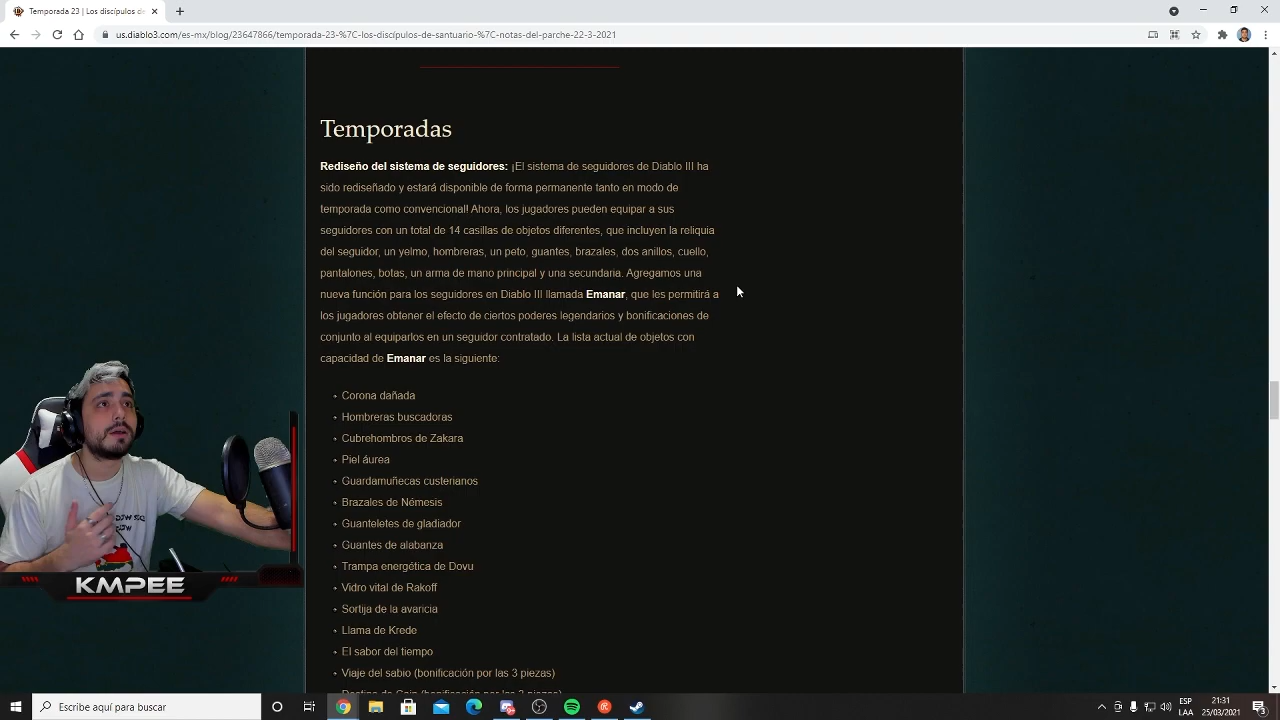 Temporada 23 | Los discípulos de
us.diablo3.com/es-mx/blog/23647866/temporada-23-%7C-los-discípulos-de-santuario-%7C-notas-del-parche-22-3-2021
Temporadas
Rediseño del sistema de seguidores: ¡El sistema de seguidores de Diablo III ha
sido rediseñado y estará disponible de forma permanente tanto en modo de
temporada como convencional! Ahora, los jugadores pueden equipar a sus
seguidores con un total de 14 casillas de objetos diferentes, que incluyen la reliquia
del seguidor, un yelmo, hombreras, un peto, guantes, brazales, dos anillos, cuello,
pantalones, botas, un arma de mano principal y una secundaria. Agregamos una
nueva función para los seguidores en Diablo III llamada Emanar, que les permitirá a
los jugadores obtener el efecto de ciertos poderes legendarios y bonificaciones de
conjunto al equiparlos en un seguidor contratado. La lista actual de objetos con
capacidad de Emanar es la siguiente:
Corona dañada
Hombreras buscadoras
Cubrehombros de Zakara
Piel áurea
Guardamuñecas custerianos
Brazales de Némesis
Guanteletes de gladiador
Guantes de alabanza
Trampa energética de Dovu
Vidro vital de Rakoff
Sortija de la avaricia
Llama de Krede
El sabor del tiempo
Viaje del sabio (bonificación por las 3 piezas)
Destino de Cain (bonificación por las 3 piezas)
KMPEE
Escribe aquí para buscar
ESP
LAA
21:31
25/03/2021